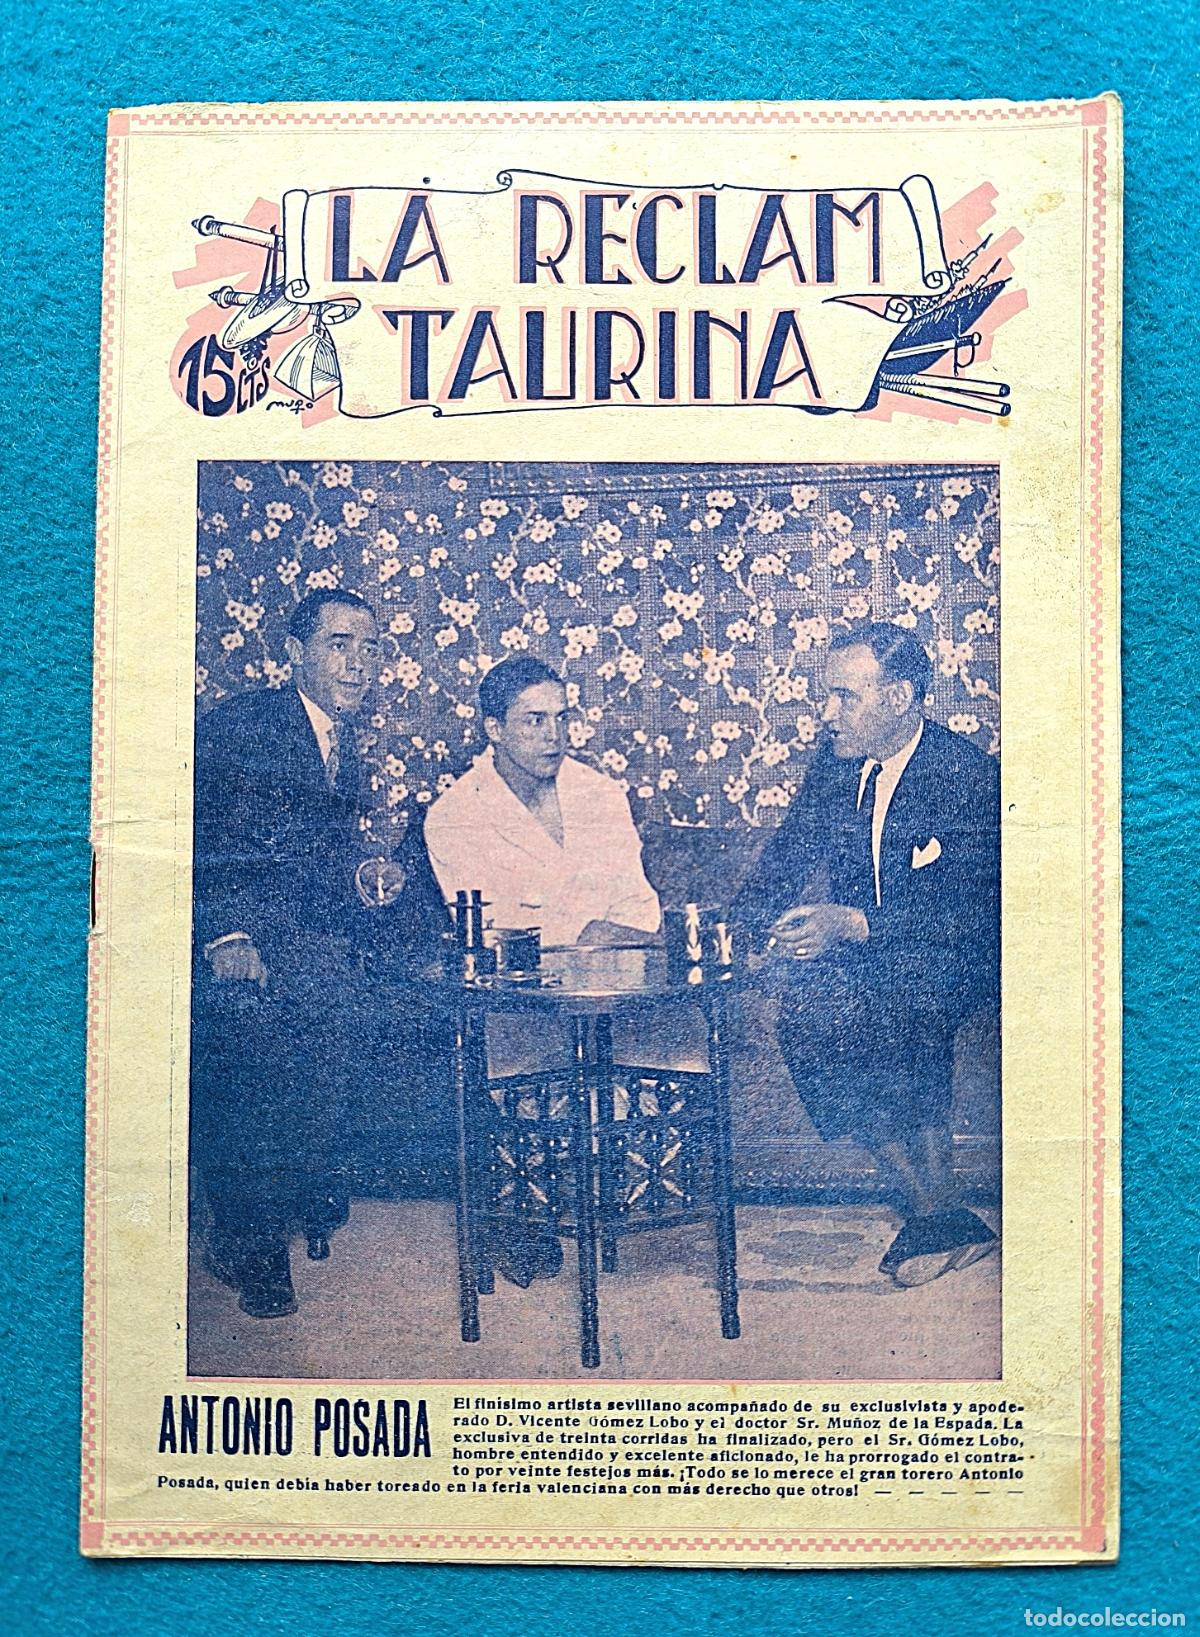 LA RECLAM
TAURINA
15 CTS
MURO
ANTONIO POSADA
El finísimo artista sevillano acompañado de su exclusivista y apode-
rado D. Vicente Gómez Lobo y el doctor Sr. Muñoz de la Espada. La
exclusiva de treinta corridas ha finalizado, pero el Sr. Gómez Lobo,
hombre entendido y excelente aficionado, le ha prorrogado el contra-
to por veinte festejos más. ¡Todo se lo merece el gran torero Antonio
Posada, quien debía haber toreado en la feria valenciana con más derecho que otros! — — — — —
todocoleccion